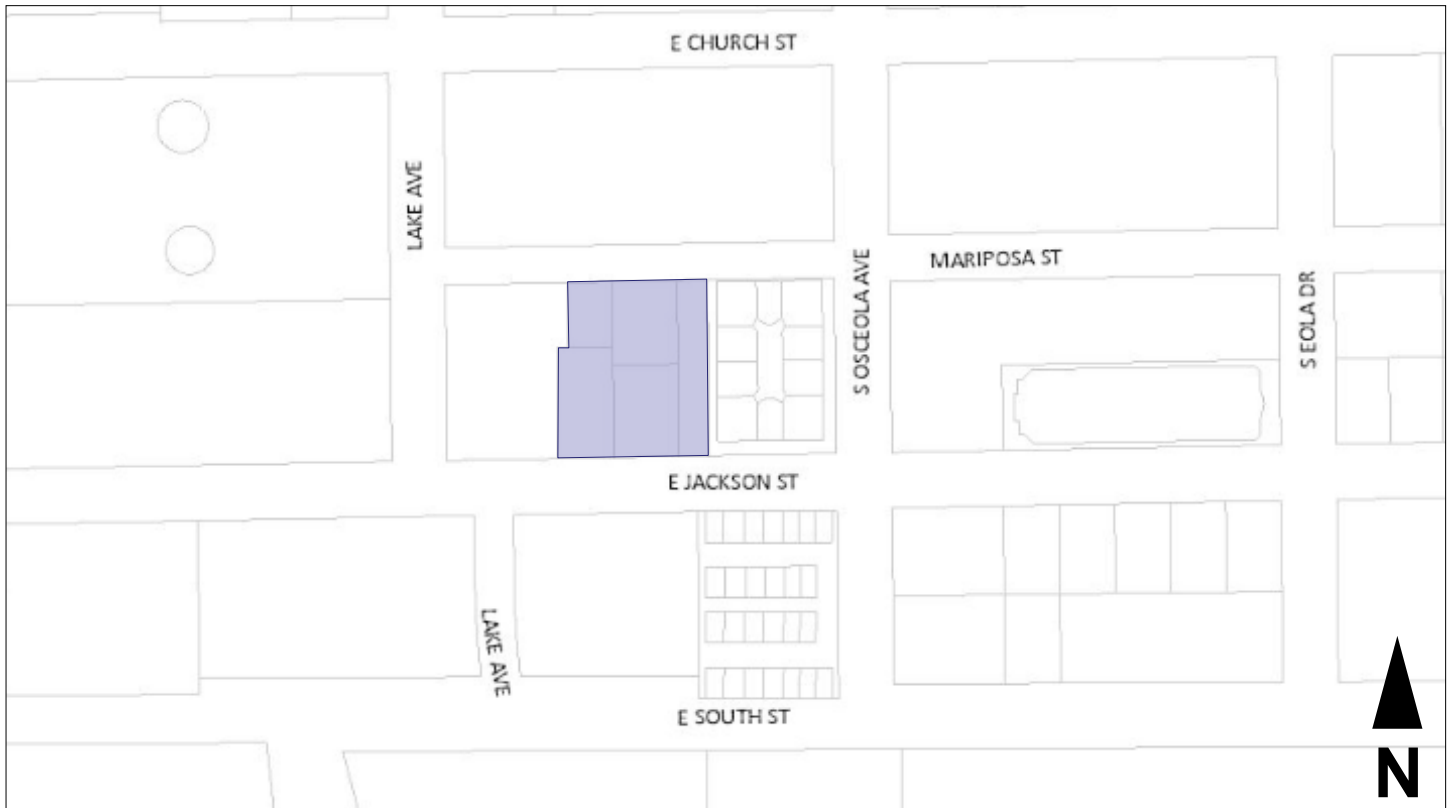 E CHURCH ST
LAKE AVE
MARIPOSA ST
S OSCEOLA AVE
S EOLA DR
E JACKSON ST
LAKE AVE
E SOUTH ST
N